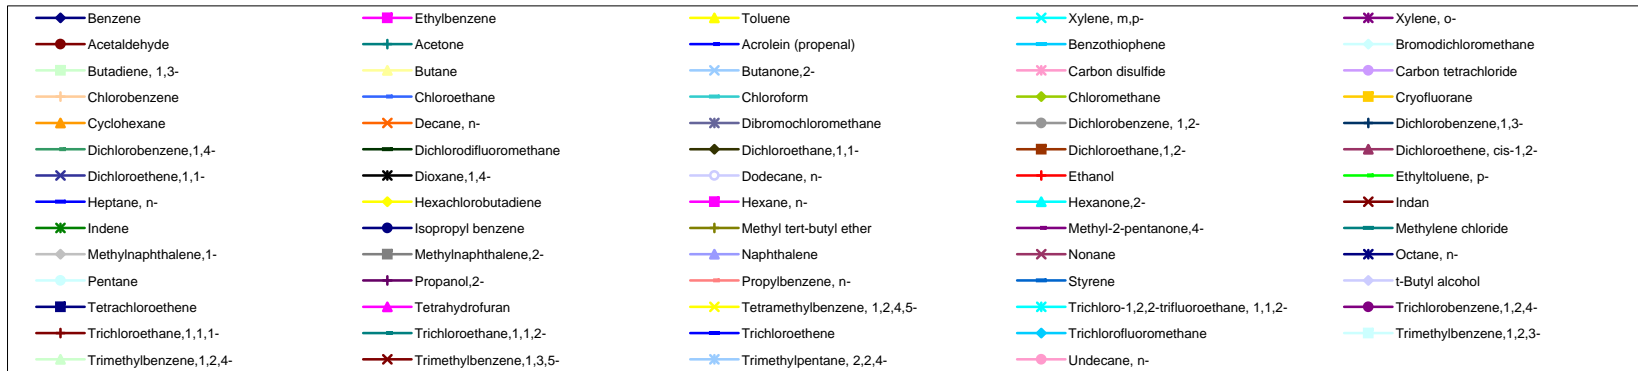 Benzene Ethylbenzene Toluene Xylene, m,p- Xylene, o-
Acetaldehyde Acetone Acrolein (propenal) Benzothiophene Bromodichloromethane
Butadiene, 1,3- Butane Butanone,2- Carbon disulfide Carbon tetrachloride
Chlorobenzene Chloroethane Chloroform Chloromethane Cryofluorane
Cyclohexane Decane, n- Dibromochloromethane Dichlorobenzene, 1,2- Dichlorobenzene,1,3-
Dichlorobenzene,1,4- Dichlorodifluoromethane Dichloroethane,1,1- Dichloroethane,1,2- Dichloroethene, cis-1,2-
Dichloroethene,1,1- Dioxane,1,4- Dodecane, n- Ethanol Ethyltoluene, p-
Heptane, n- Hexachlorobutadiene Hexane, n- Hexanone,2- Indan
Indene Isopropyl benzene Methyl tert-butyl ether Methyl-2-pentanone,4- Methylene chloride
Methylnaphthalene,1- Methylnaphthalene,2- Naphthalene Nonane Octane, n-
Pentane Propanol,2- Propylbenzene, n- Styrene t-Butyl alcohol
Tetrachloroethene Tetrahydrofuran Tetramethylbenzene, 1,2,4,5- Trichloro-1,2,2-trifluoroethane, 1,1,2- Trichlorobenzene,1,2,4-
Trichloroethane,1,1,1- Trichloroethane,1,1,2- Trichloroethene Trichlorofluoromethane Trimethylbenzene,1,2,3-
Trimethylbenzene,1,2,4- Trimethylbenzene,1,3,5- Trimethylpentane, 2,2,4- Undecane, n-